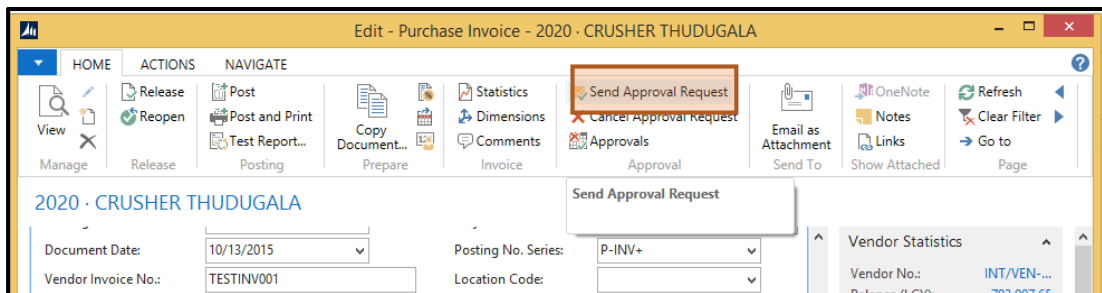 Edit - Purchase Invoice - 2020 · CRUSHER THUDUGALA
HOME ACTIONS NAVIGATE
View
Manage
Release
Reopen
Release
Post
Post and Print
Test Report...
Posting
Copy
Document...
Prepare
Statistics
Dimensions
Comments
Invoice
Send Approval Request
Cancel Approval Request
Approvals
Approval
Email as
Attachment
Send To
OneNote
Notes
Links
Show Attached
Refresh
Clear Filter
Go to
Page
Send Approval Request
2020 · CRUSHER THUDUGALA
Document Date: 10/13/2015
Vendor Invoice No.: TESTINV001
Posting No. Series: P-INV+
Location Code:
Vendor Statistics
Vendor No.: INT/VEN-...